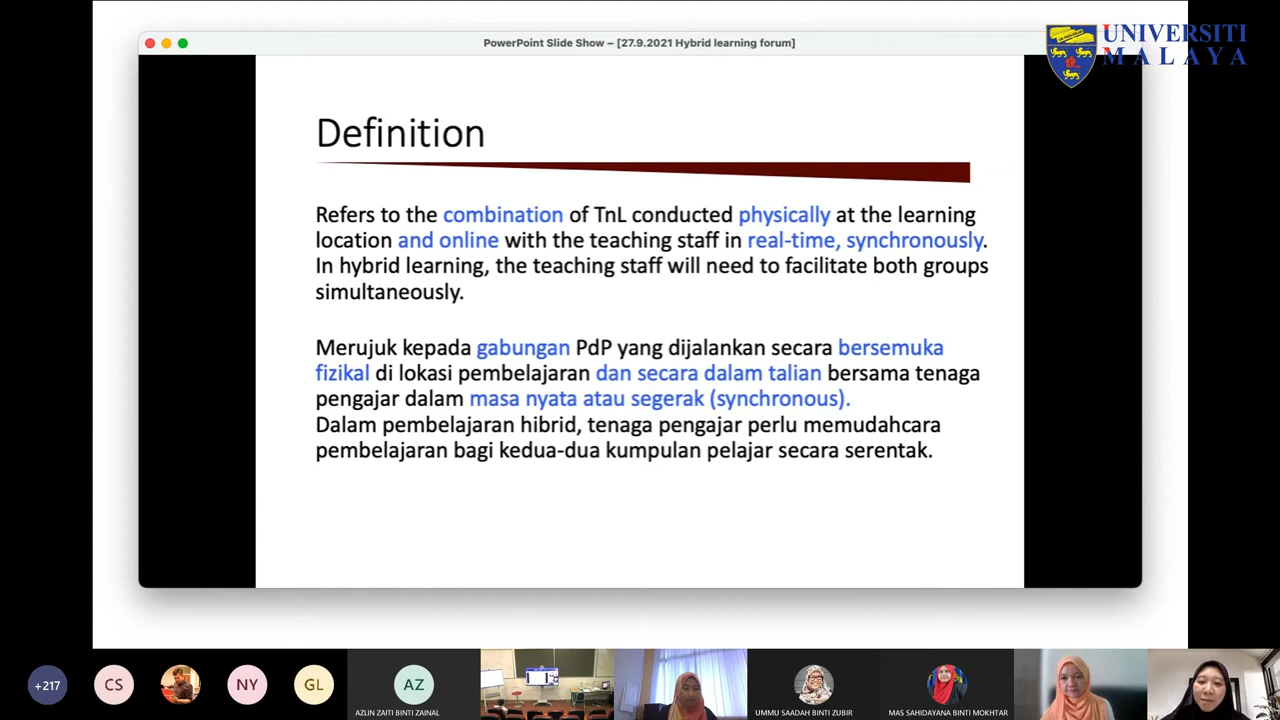 PowerPoint Slide Show – [27.9.2021 Hybrid learning forum]
UNIVERSITI
MALAYA
Definition
Refers to the combination of TnL conducted physically at the learning
location and online with the teaching staff in real-time, synchronously.
In hybrid learning, the teaching staff will need to facilitate both groups
simultaneously.
Merujuk kepada gabungan PdP yang dijalankan secara bersemuka
fizikal di lokasi pembelajaran dan secara dalam talian bersama tenaga
pengajar dalam masa nyata atau segerak (synchronous).
Dalam pembelajaran hibrid, tenaga pengajar perlu memudahcara
pembelajaran bagi kedua-dua kumpulan pelajar secara serentak.
+217
CS
NY
GL
AZ
AZLIN ZAITI BINTI ZAINAL
UMMU SAADAH BINTI ZUBIR
MAS SAHIDAYANA BINTI MOKHTAR